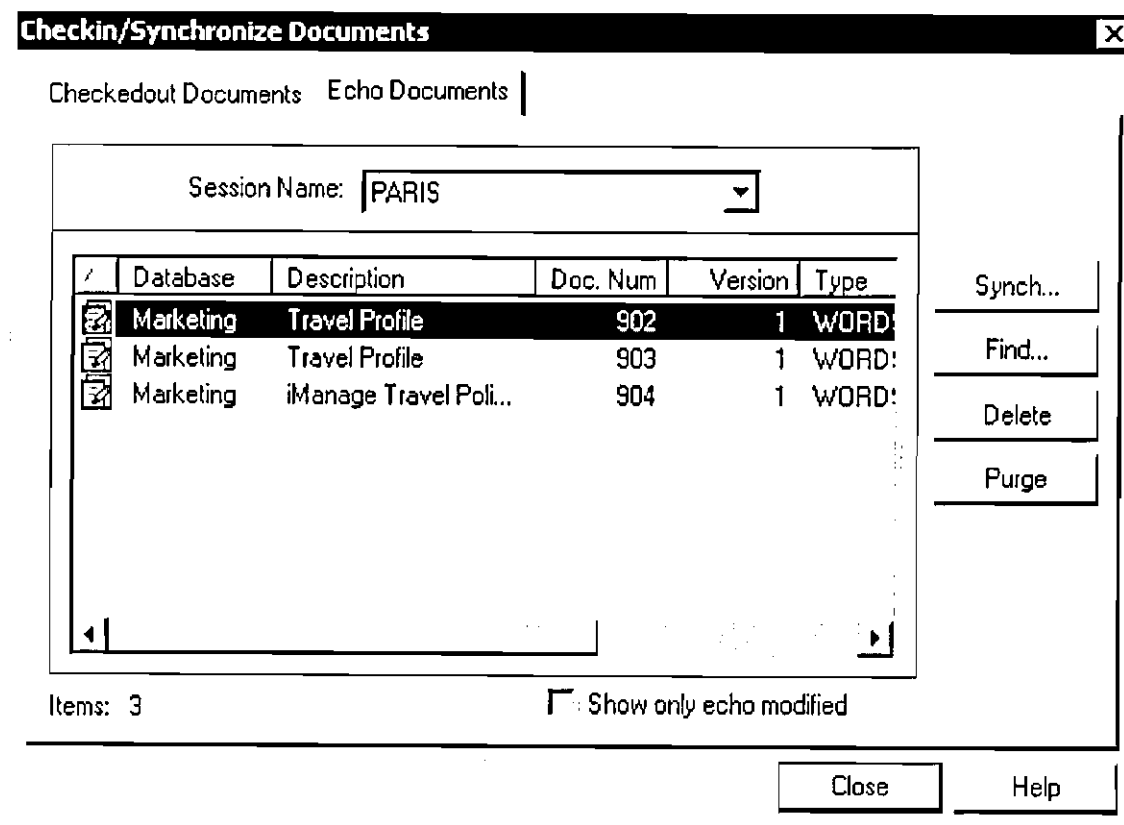 Checkin/Synchronize Documents
Checkedout Documents Echo Documents
Session Name: PARIS
Database Description Doc. Num Version Type
Marketing Travel Profile 902 1 WORD
Marketing Travel Profile 903 1 WORD
Marketing iManage Travel Poli... 904 1 WORD
Synch...
Find...
Delete
Purge
Items: 3
Show only echo modified
Close Help